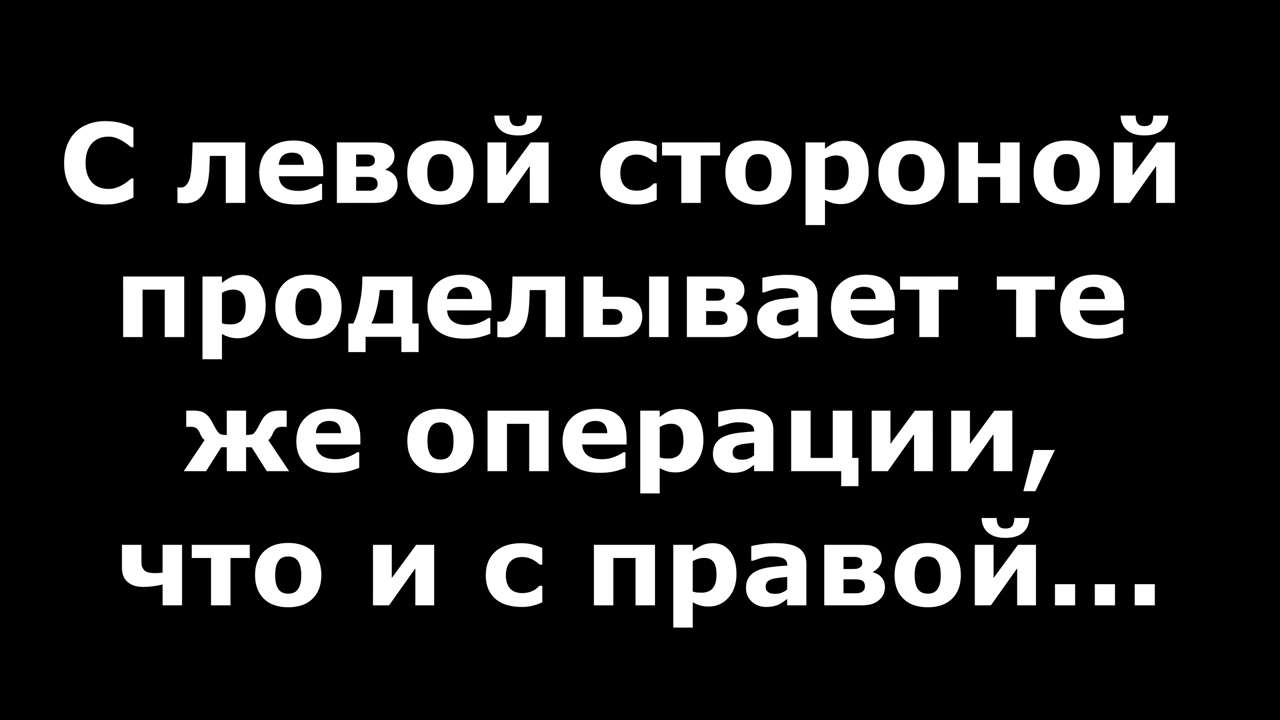 С левой стороной
проделывает те
же операции,
что и с правой...